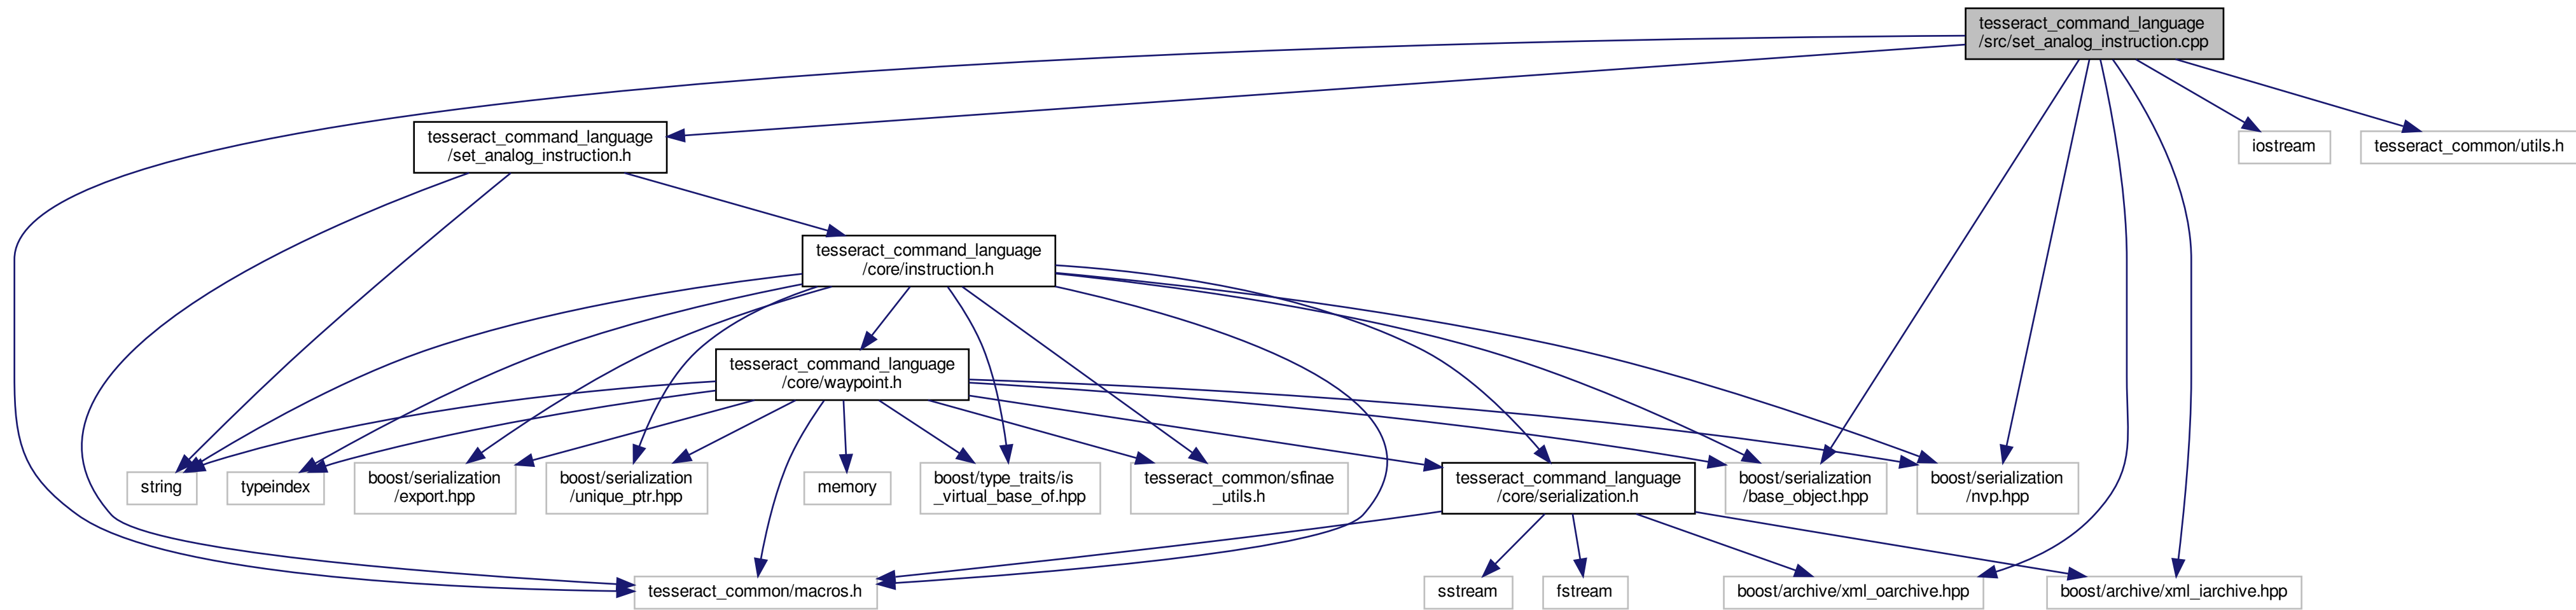 tesseract_command_language
/src/set_analog_instruction.cpp
tesseract_command_language
/set_analog_instruction.h
iostream
tesseract_common/utils.h
tesseract_command_language
/core/instruction.h
tesseract_command_language
/core/waypoint.h
string
typeindex
boost/serialization
/export.hpp
boost/serialization
/unique_ptr.hpp
memory
boost/type_traits/is
_virtual_base_of.hpp
tesseract_common/sfinae
_utils.h
tesseract_command_language
/core/serialization.h
boost/serialization
/base_object.hpp
boost/serialization
/nvp.hpp
tesseract_common/macros.h
sstream
fstream
boost/archive/xml_oarchive.hpp
boost/archive/xml_iarchive.hpp